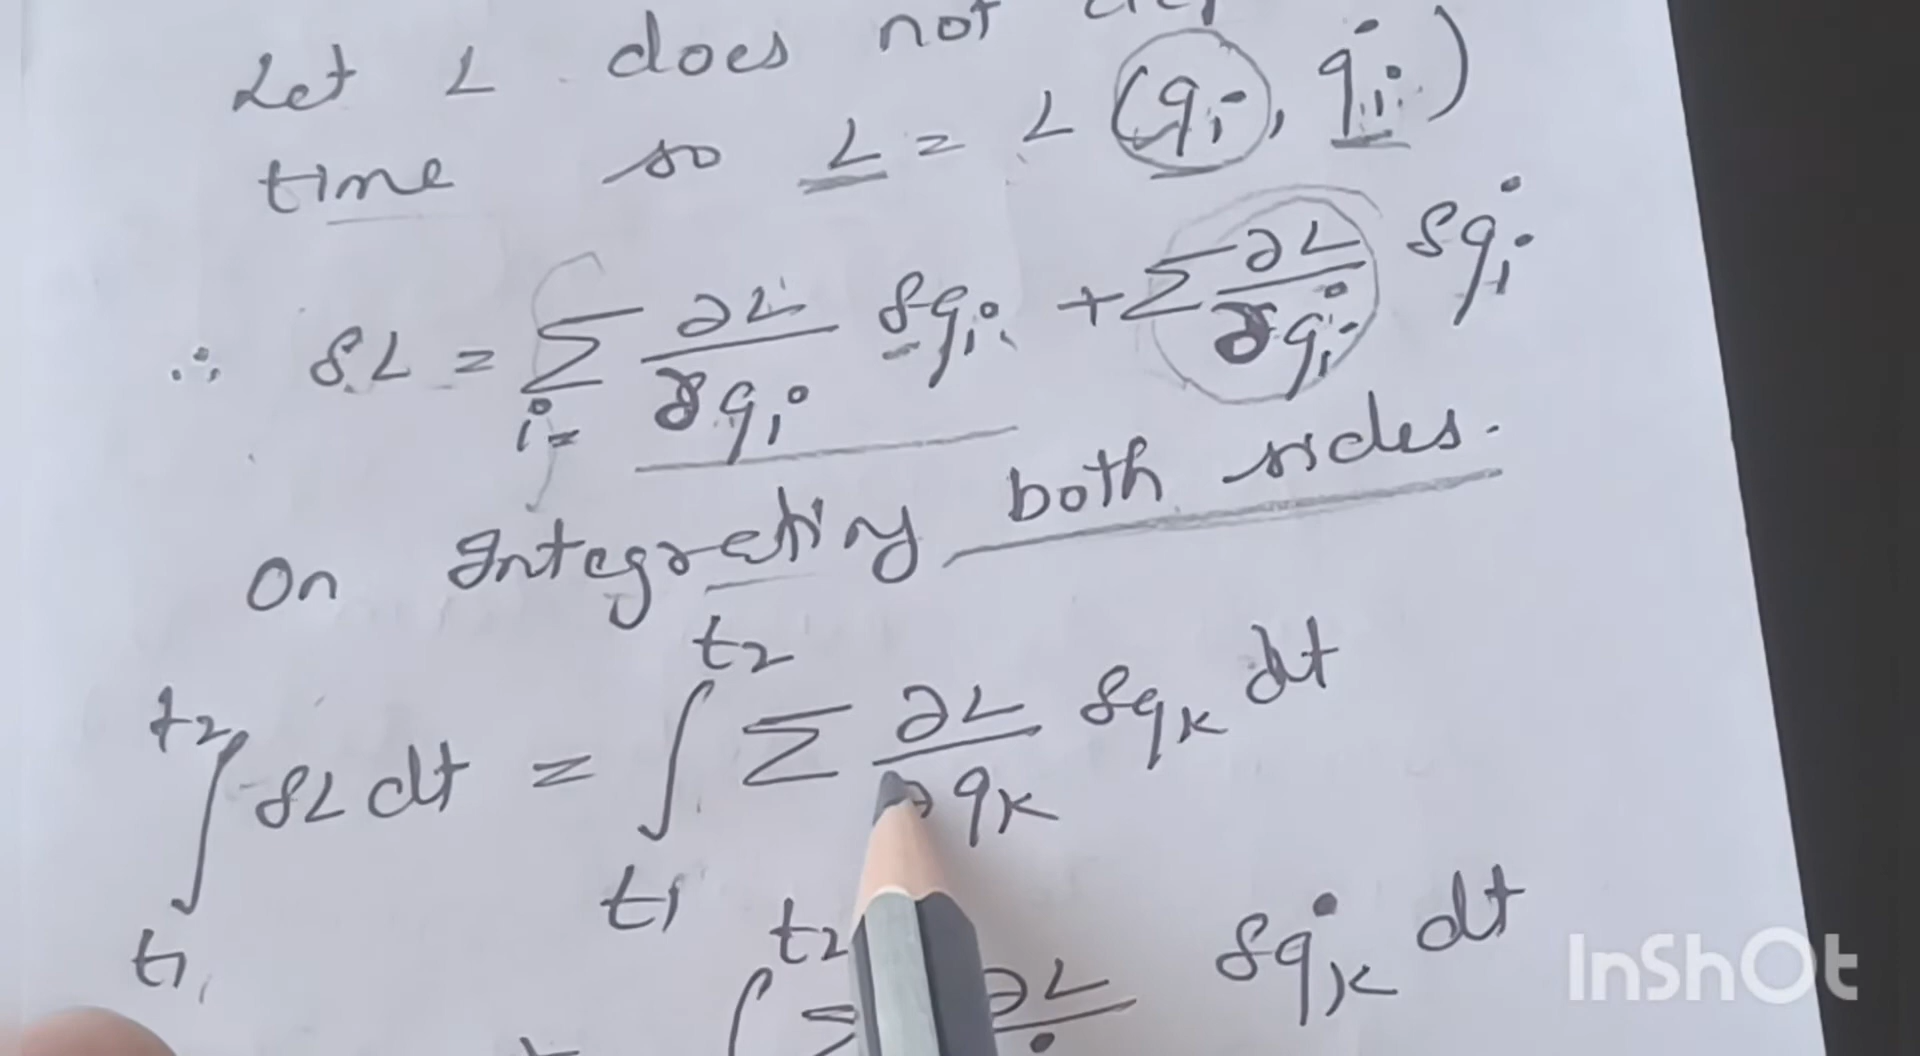 Let L does not
time so L = L (qi, q̇i)
∴ δL = Σ ∂L/∂qi δqi + Σ ∂L/∂q̇i δq̇i
i=
On Integrating both sides.
t2 t2
∫ δL dt = ∫ Σ ∂L/∂qk δqk dt
t1 t1
t2
∫ Σ ∂L δq̇k dt
InShOt